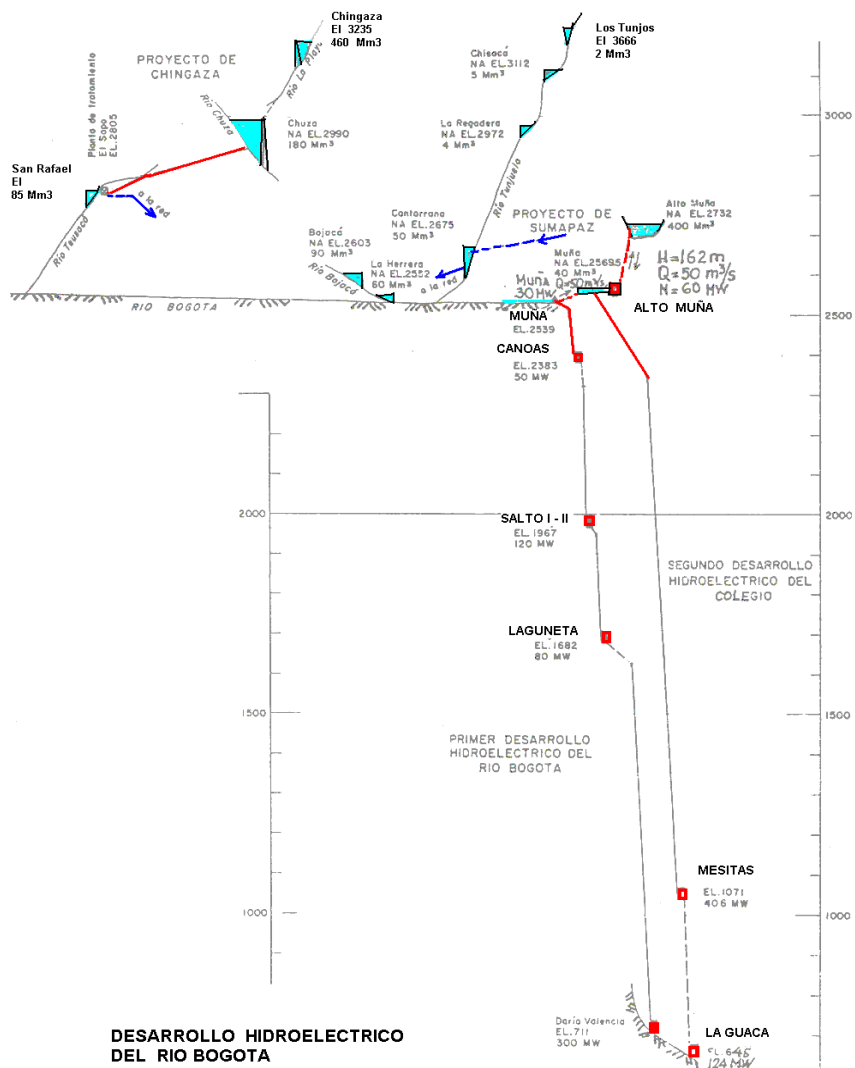 Chingaza
El 3235
460 Mm3
Los Tunjos
El 3666
2 Mm3
PROYECTO DE
CHINGAZA
Río La Playa
Chisacá
NA EL.3112
5 Mm³
Río Chuza
Chuza
NA EL.2990
180 Mm³
La Regadera
NA EL.2972
4 Mm³
3000
Planta de tratamiento
El Sapo
EL.2805
San Rafael
El
85 Mm3
a la red
Río Teusacá
Río Tunjuelo
Cantarrana
NA EL.2675
50 Mm³
PROYECTO DE
SUMAPAZ
Alto Muña
NA EL.2732
400 Mm³
Bojacá
NA EL.2603
90 Mm³
Río Bojacá
La Herrera
NA EL.2552
60 Mm³
a la red
Muña
NA EL.2569.5
40 Mm³
Q=50m³/s
Muña
30 MW
H=162m
Q=50 m³/s
N=60 MW
RIO BOGOTA
MUÑA
EL.2539
ALTO MUÑA
2500
CANOAS
EL.2383
50 MW
2000
2000
SALTO I - II
EL.1967
120 MW
SEGUNDO DESARROLLO
HIDROELECTRICO DEL
COLEGIO
LAGUNETA
EL.1682
80 MW
1500
1500
PRIMER DESARROLLO
HIDROELECTRICO DEL
RIO BOGOTA
MESITAS
EL.1071
406 MW
1000
1000
Darío Valencia
EL.711
300 MW
LA GUACA
EL.645
124 MW
DESARROLLO HIDROELECTRICO
DEL RIO BOGOTA